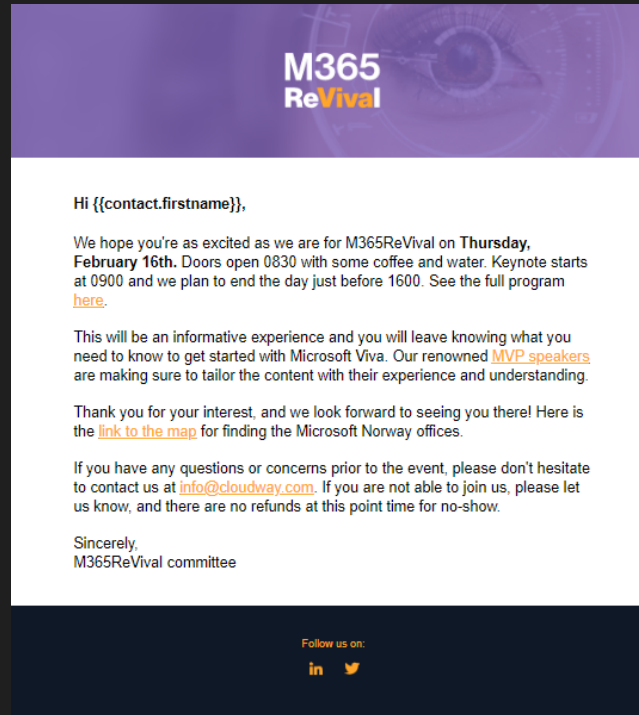 M365
ReVival
Hi {{contact.firstname}},
We hope you're as excited as we are for M365ReVival on Thursday,
February 16th. Doors open 0830 with some coffee and water. Keynote starts
at 0900 and we plan to end the day just before 1600. See the full program
here.
This will be an informative experience and you will leave knowing what you
need to know to get started with Microsoft Viva. Our renowned MVP speakers
are making sure to tailor the content with their experience and understanding.
Thank you for your interest, and we look forward to seeing you there! Here is
the link to the map for finding the Microsoft Norway offices.
If you have any questions or concerns prior to the event, please don't hesitate
to contact us at info@cloudway.com. If you are not able to join us, please let
us know, and there are no refunds at this point time for no-show.
Sincerely,
M365ReVival committee
Follow us on:
in